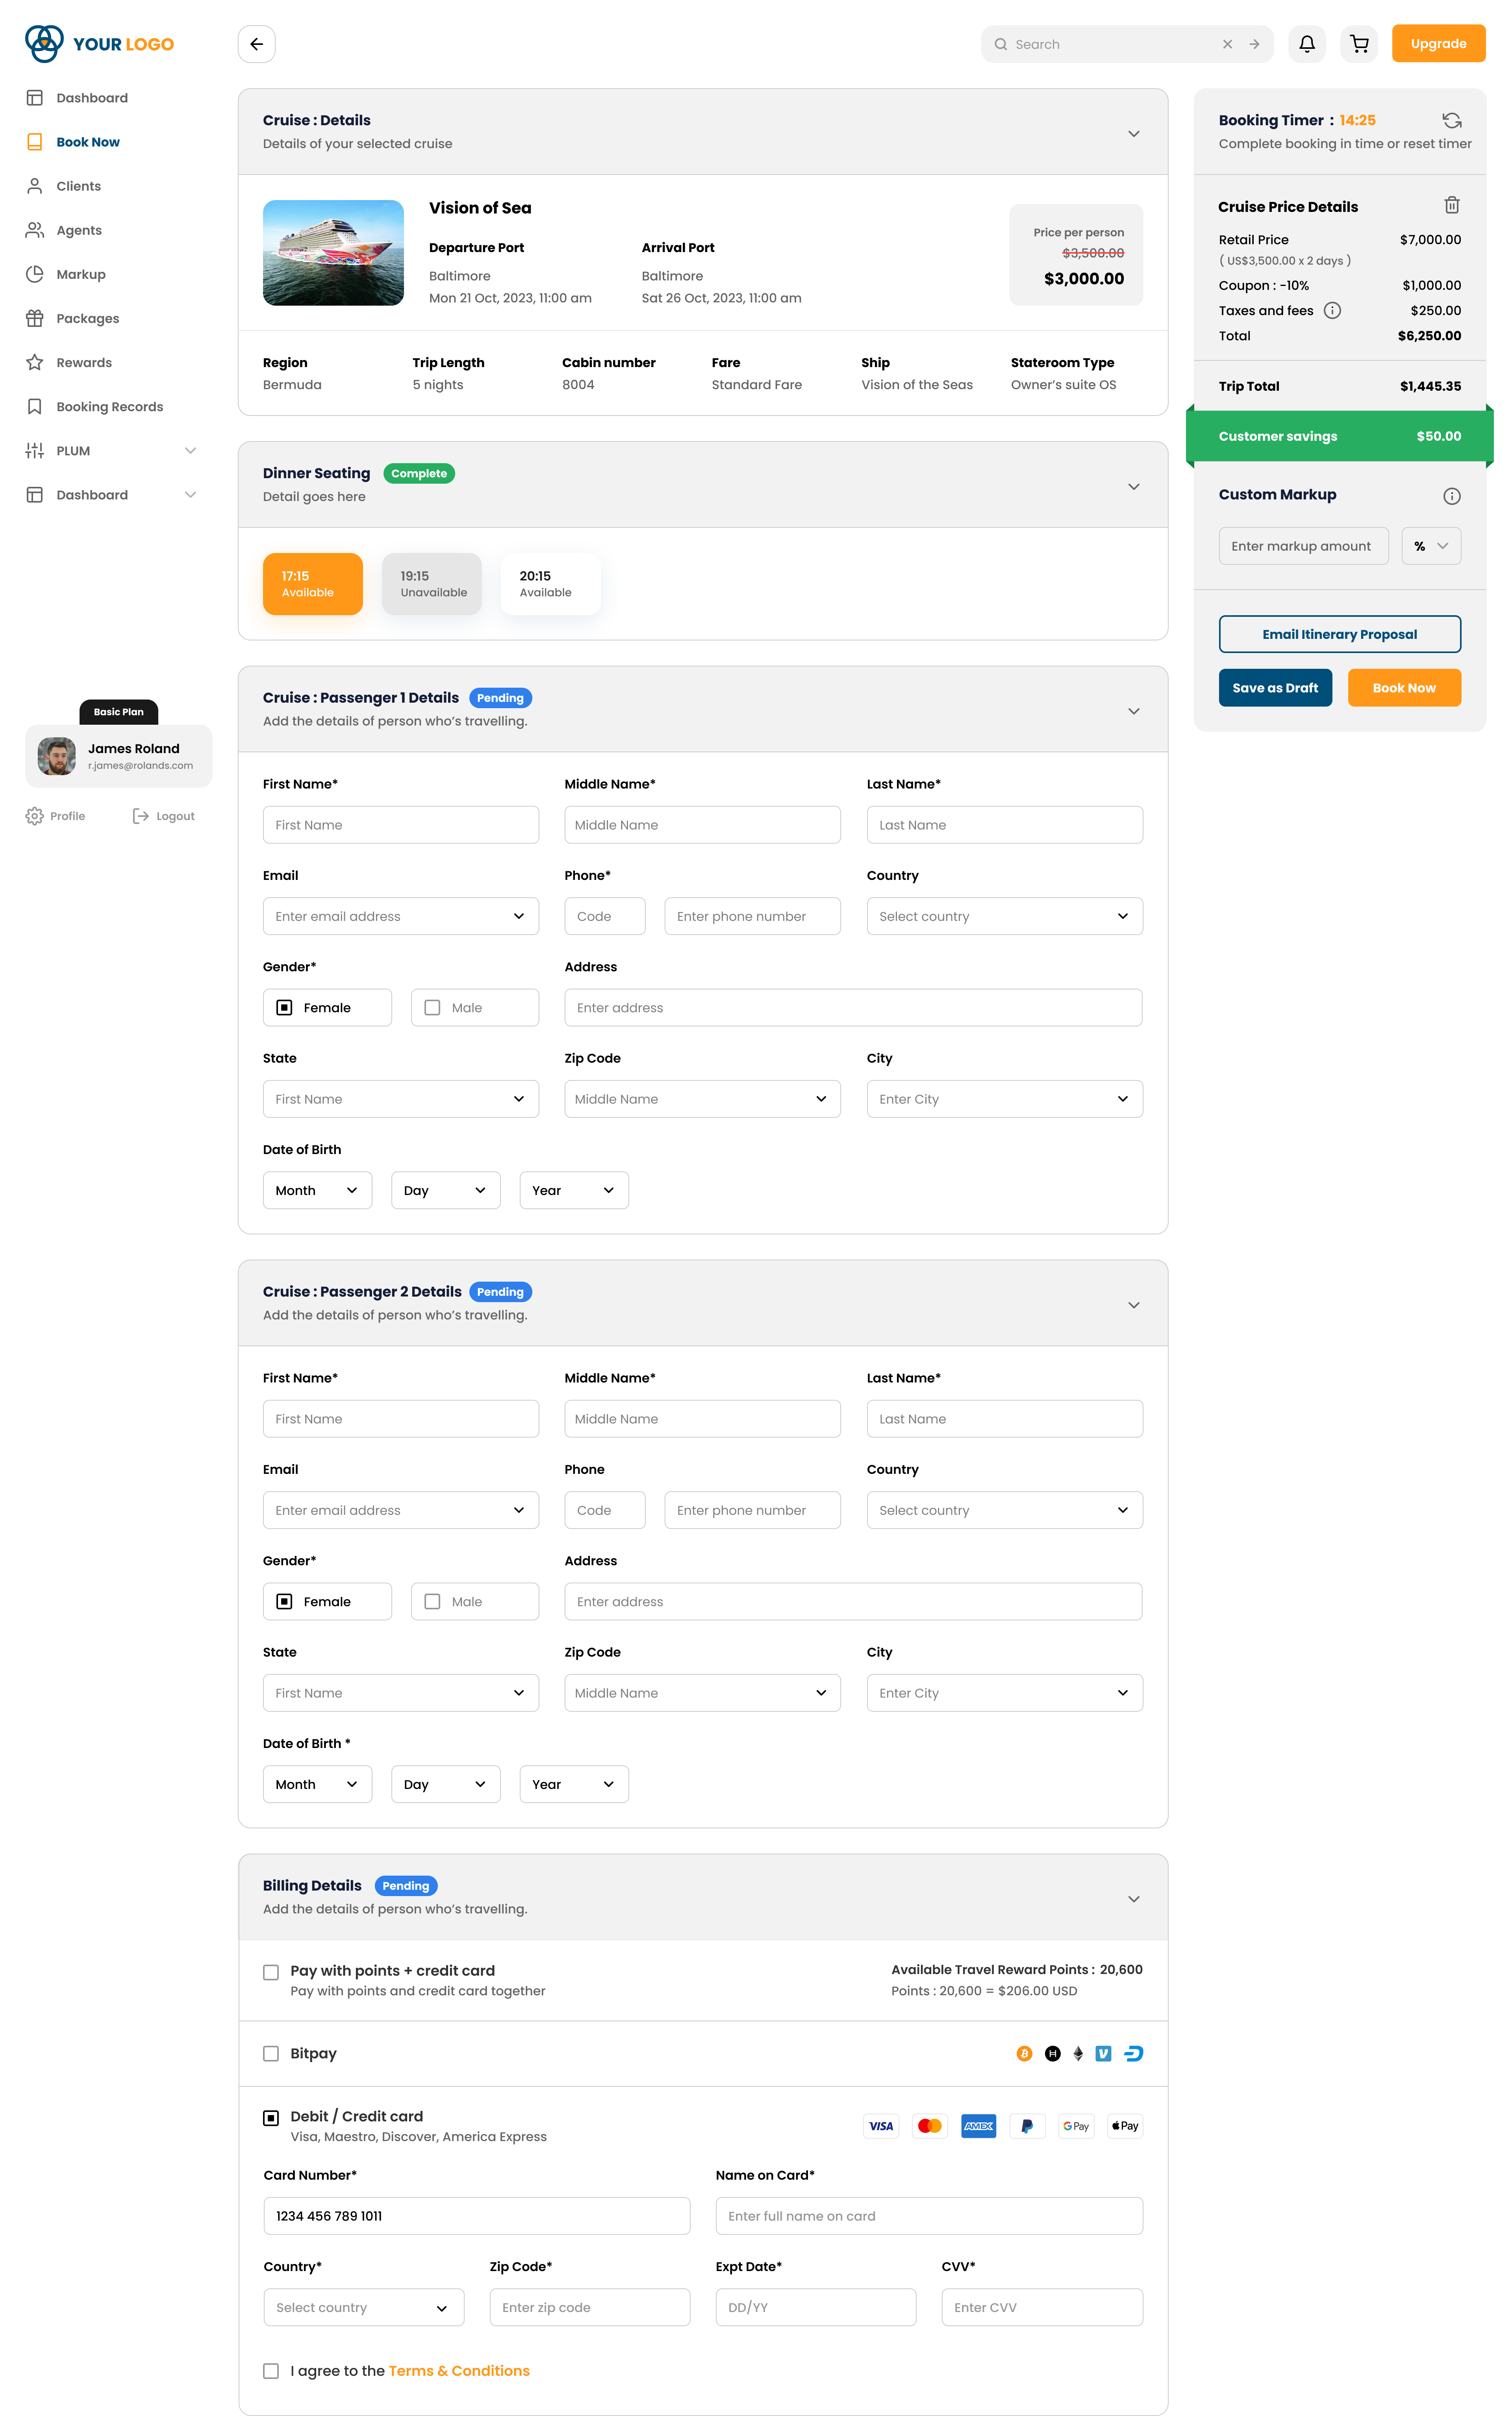 YOUR LOGO
Search
Upgrade
Dashboard
Book Now
Clients
Agents
Markup
Packages
Rewards
Booking Records
PLUM
Dashboard
Basic Plan
James Roland
r.james@rolands.com
Profile
Logout
Cruise : Details
Details of your selected cruise
Vision of Sea
Departure Port
Baltimore
Mon 21 Oct, 2023, 11:00 am
Arrival Port
Baltimore
Sat 26 Oct, 2023, 11:00 am
Price per person
$3,500.00
$3,000.00
Region
Bermuda
Trip Length
5 nights
Cabin number
8004
Fare
Standard Fare
Ship
Vision of the Seas
Stateroom Type
Owner's suite OS
Dinner Seating
Complete
Detail goes here
17:15
Available
19:15
Unavailable
20:15
Available
Cruise : Passenger 1 Details
Pending
Add the details of person who's travelling.
First Name*
First Name
Middle Name*
Middle Name
Last Name*
Last Name
Email
Enter email address
Phone*
Code
Enter phone number
Country
Select country
Gender*
Female
Male
Address
Enter address
State
First Name
Zip Code
Middle Name
City
Enter City
Date of Birth
Month
Day
Year
Cruise : Passenger 2 Details
Pending
Add the details of person who's travelling.
First Name*
First Name
Middle Name*
Middle Name
Last Name*
Last Name
Email
Enter email address
Phone
Code
Enter phone number
Country
Select country
Gender*
Female
Male
Address
Enter address
State
First Name
Zip Code
Middle Name
City
Enter City
Date of Birth *
Month
Day
Year
Billing Details
Pending
Add the details of person who's travelling.
Pay with points + credit card
Pay with points and credit card together
Available Travel Reward Points : 20,600
Points : 20,600 = $206.00 USD
Bitpay
Debit / Credit card
Visa, Maestro, Discover, America Express
VISA
AMEX
G Pay
Pay
Card Number*
1234 456 789 1011
Name on Card*
Enter full name on card
Country*
Select country
Zip Code*
Enter zip code
Expt Date*
DD/YY
CVV*
Enter CVV
I agree to the Terms & Conditions
Booking Timer : 14:25
Complete booking in time or reset timer
Cruise Price Details
Retail Price $7,000.00
( US$3,500.00 x 2 days )
Coupon : -10% $1,000.00
Taxes and fees $250.00
Total $6,250.00
Trip Total $1,445.35
Customer savings $50.00
Custom Markup
Enter markup amount
%
Email Itinerary Proposal
Save as Draft
Book Now